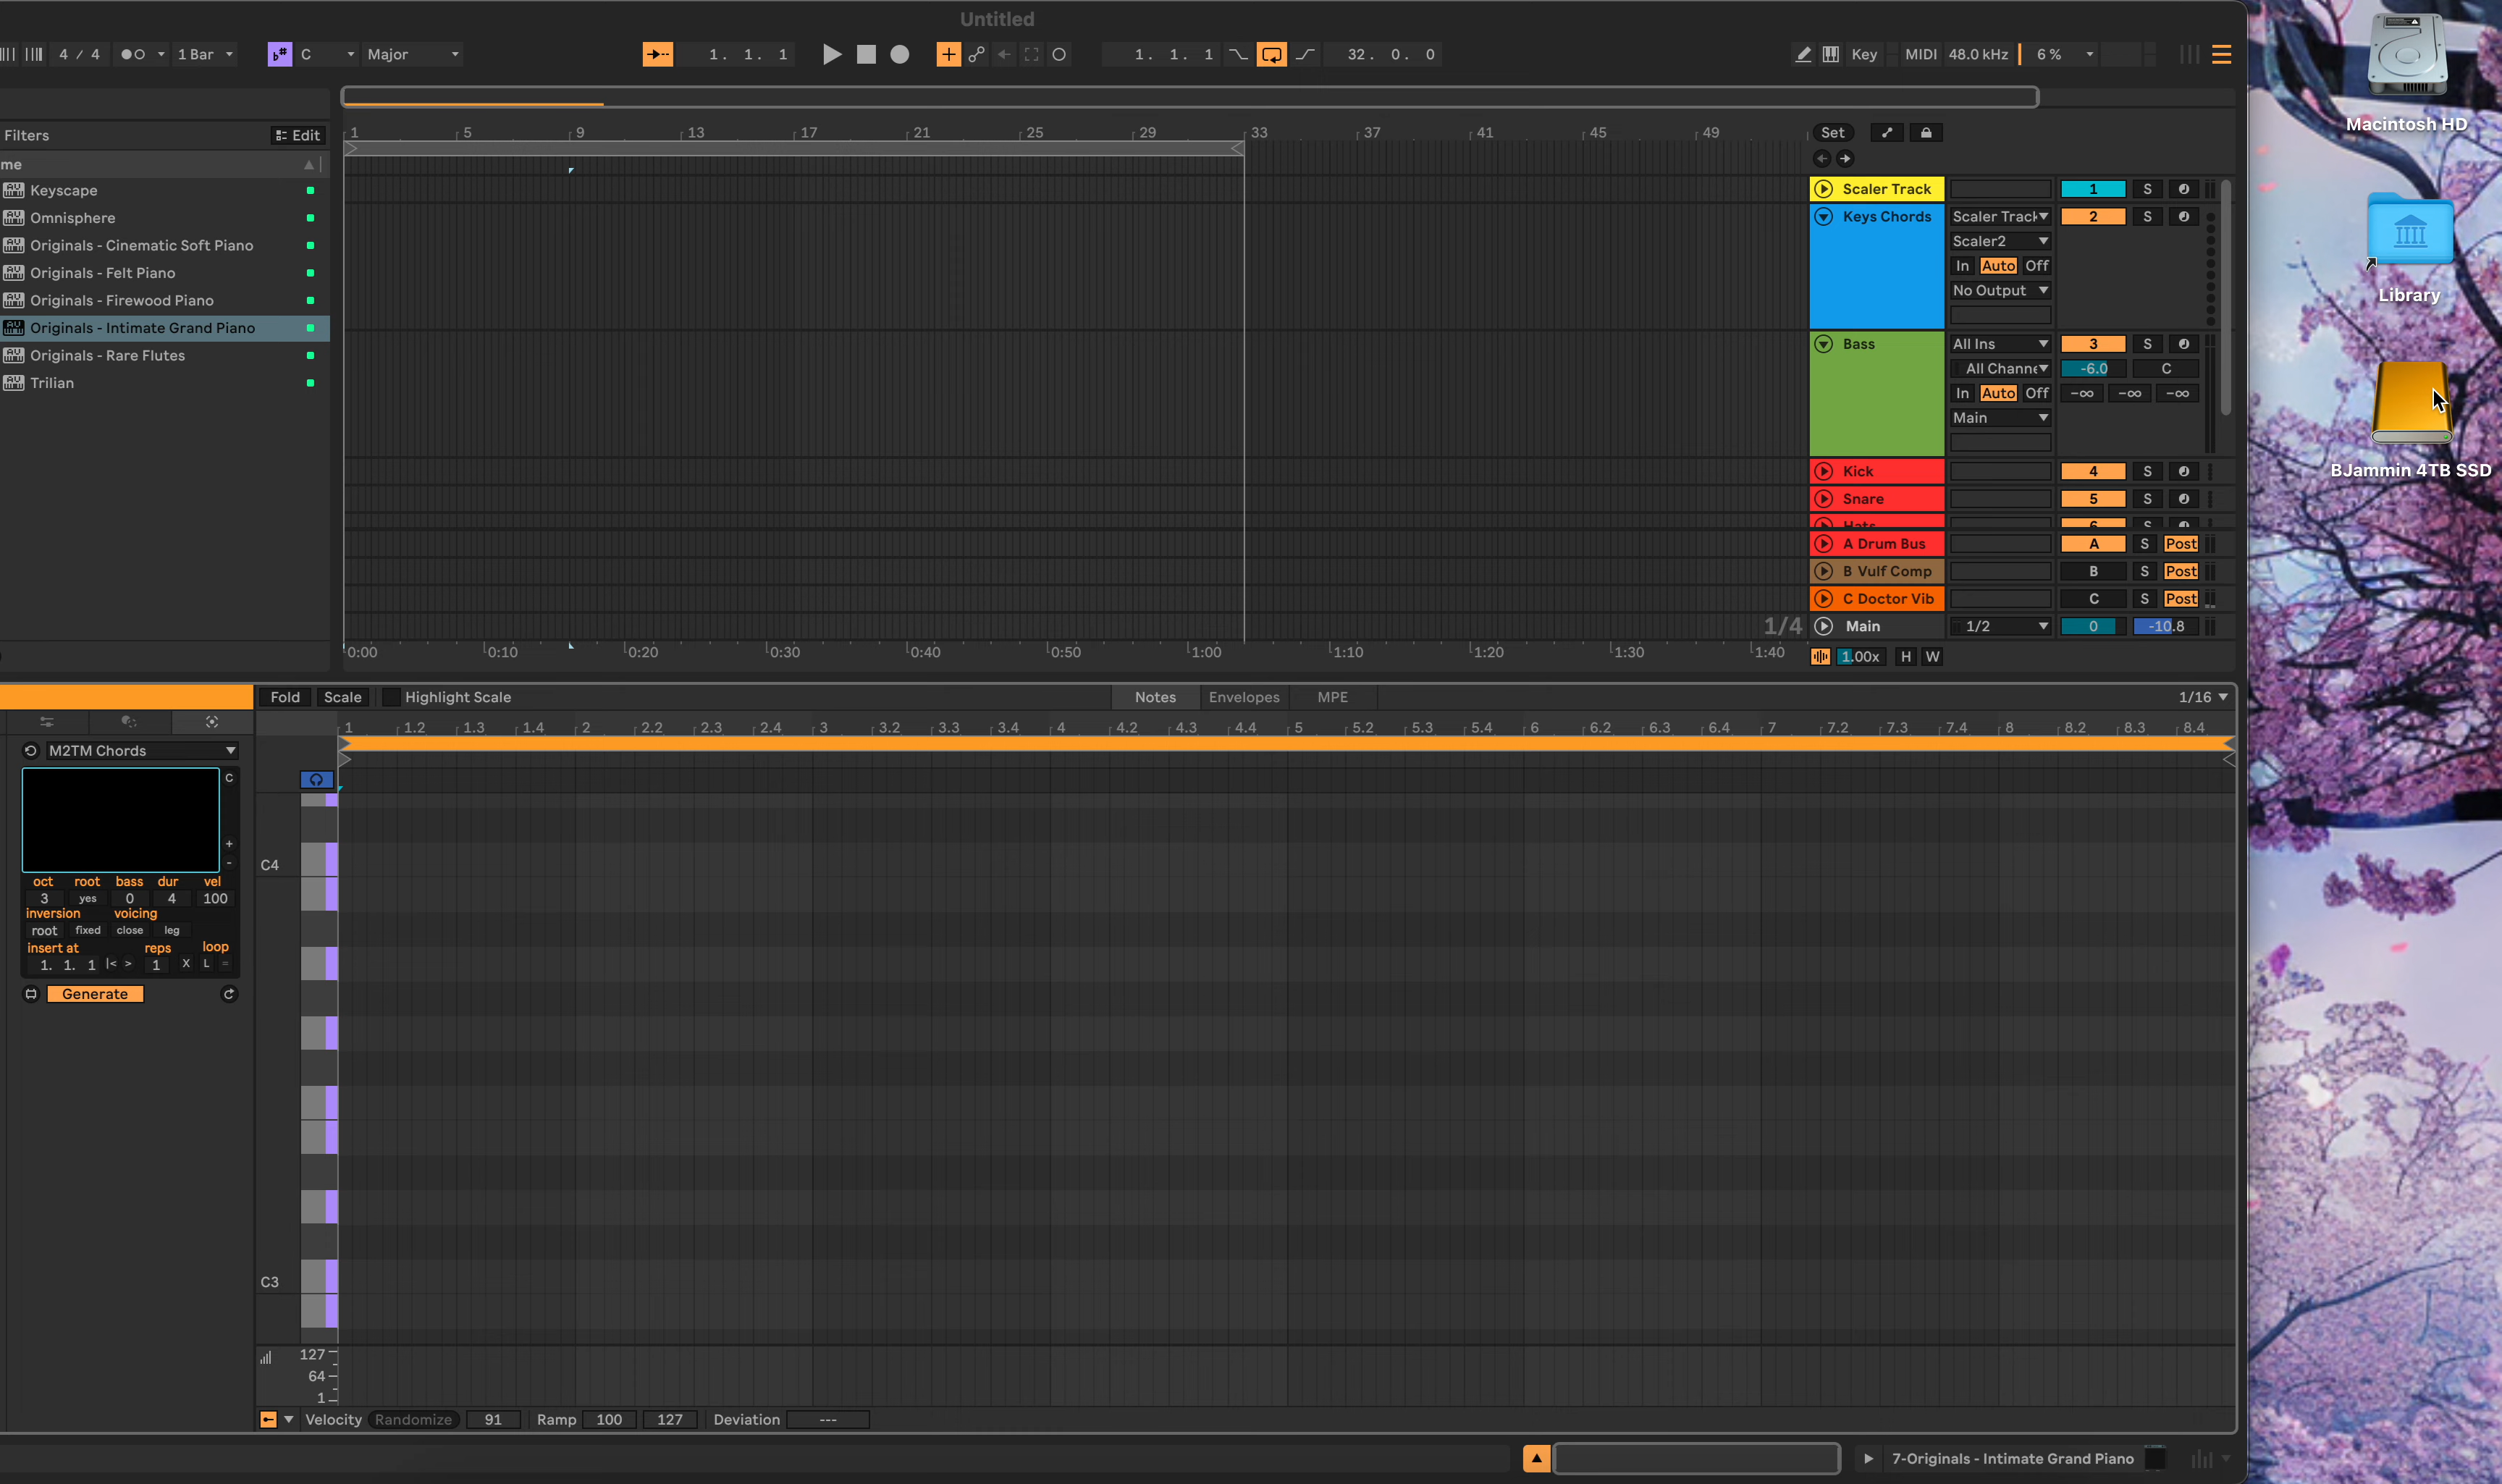 Untitled
4 / 4 1 Bar C Major 1. 1. 1 1. 1. 1 32. 0. 0 Key MIDI 48.0 kHz 6 %
Macintosh HD
Library
BJammin 4TB SSD
Filters Edit
me
Keyscape
Omnisphere
Originals - Cinematic Soft Piano
Originals - Felt Piano
Originals - Firewood Piano
Originals - Intimate Grand Piano
Originals - Rare Flutes
Trilian
1 5 9 13 17 21 25 29 33 37 41 45 49
Set
Scaler Track 1 S
Keys Chords Scaler Track 2 S
Scaler2
In Auto Off
No Output
Bass All Ins 3 S
All Channe -6.0 C
In Auto Off -∞ -∞ -∞
Main
Kick 4 S
Snare 5 S
Hats 6 S
A Drum Bus A S Post
B Vulf Comp B S Post
C Doctor Vib C S Post
1/4 Main 1/2 0 -10.8
0:00 0:10 0:20 0:30 0:40 0:50 1:00 1:10 1:20 1:30 1:40
1.00x H W
Fold Scale Highlight Scale Notes Envelopes MPE 1/16
1 1.2 1.3 1.4 2 2.2 2.3 2.4 3 3.2 3.3 3.4 4 4.2 4.3 4.4 5 5.2 5.3 5.4 6 6.2 6.3 6.4 7 7.2 7.3 7.4 8 8.2 8.3 8.4
M2TM Chords
C
+
-
oct root bass dur vel
3 yes 0 4 100
inversion voicing
root fixed close leg
insert at reps loop
1. 1. 1 |< > 1 X L =
Generate
C4
C3
127
64
1
Velocity Randomize 91 Ramp 100 127 Deviation ---
7-Originals - Intimate Grand Piano